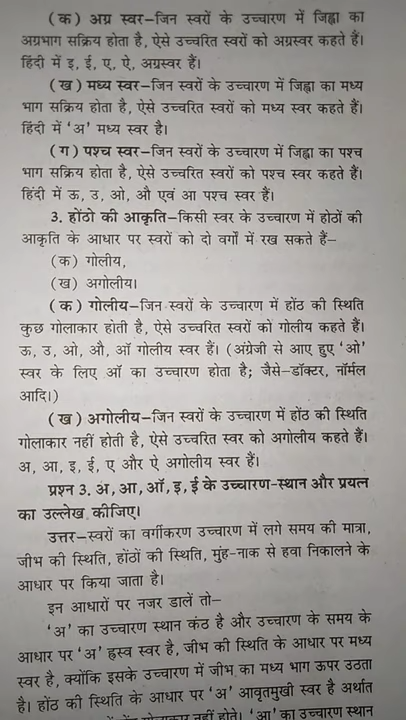 (क) अग्र स्वर–जिन स्वरों के उच्चारण में जिह्वा का
अग्रभाग सक्रिय होता है, ऐसे उच्चरित स्वरों को अग्रस्वर कहते हैं।
हिंदी में इ, ई, ए, ऐ, अग्रस्वर हैं।
(ख) मध्य स्वर–जिन स्वरों के उच्चारण में जिह्वा का मध्य
भाग सक्रिय होता है, ऐसे उच्चरित स्वरों को मध्य स्वर कहते हैं।
हिंदी में ‘अ’ मध्य स्वर है।
(ग) पश्च स्वर–जिन स्वरों के उच्चारण में जिह्वा का पश्च
भाग सक्रिय होता है, ऐसे उच्चरित स्वरों को पश्च स्वर कहते हैं।
हिंदी में ऊ, उ, ओ, औ एवं आ पश्च स्वर हैं।
3. होंठो की आकृति–किसी स्वर के उच्चारण में होठों की
आकृति के आधार पर स्वरों को दो वर्गों में रख सकते हैं–
(क) गोलीय,
(ख) अगोलीय।
(क) गोलीय–जिन स्वरों के उच्चारण में होंठ की स्थिति
कुछ गोलाकार होती है, ऐसे उच्चरित स्वरों को गोलीय कहते हैं।
ऊ, उ, ओ, औ, ऑ गोलीय स्वर हैं। (अंग्रेजी से आए हुए ‘ओ’
स्वर के लिए ऑ का उच्चारण होता है; जैसे–डॉक्टर, नॉर्मल
आदि।)
(ख) अगोलीय–जिन स्वरों के उच्चारण में होंठ की स्थिति
गोलाकार नहीं होती है, ऐसे उच्चरित स्वर को अगोलीय कहते हैं।
अ, आ, इ, ई, ए और ऐ अगोलीय स्वर हैं।
प्रश्न 3. अ, आ, ऑ, इ, ई के उच्चारण-स्थान और प्रयत्न
का उल्लेख कीजिए।
उत्तर–स्वरों का वर्गीकरण उच्चारण में लगे समय की मात्रा,
जीभ की स्थिति, होंठों की स्थिति, मुंह-नाक से हवा निकालने के
आधार पर किया जाता है।
इन आधारों पर नजर डालें तो–
‘अ’ का उच्चारण स्थान कंठ है और उच्चारण के समय के
आधार पर ‘अ’ ह्रस्व स्वर है, जीभ की स्थिति के आधार पर मध्य
स्वर है, क्योंकि इसके उच्चारण में जीभ का मध्य भाग ऊपर उठता
है। होंठ की स्थिति के आधार पर ‘अ’ आवृतमुखी स्वर है अर्थात
गोलाकार नहीं होते। ‘आ’ का उच्चारण स्थान